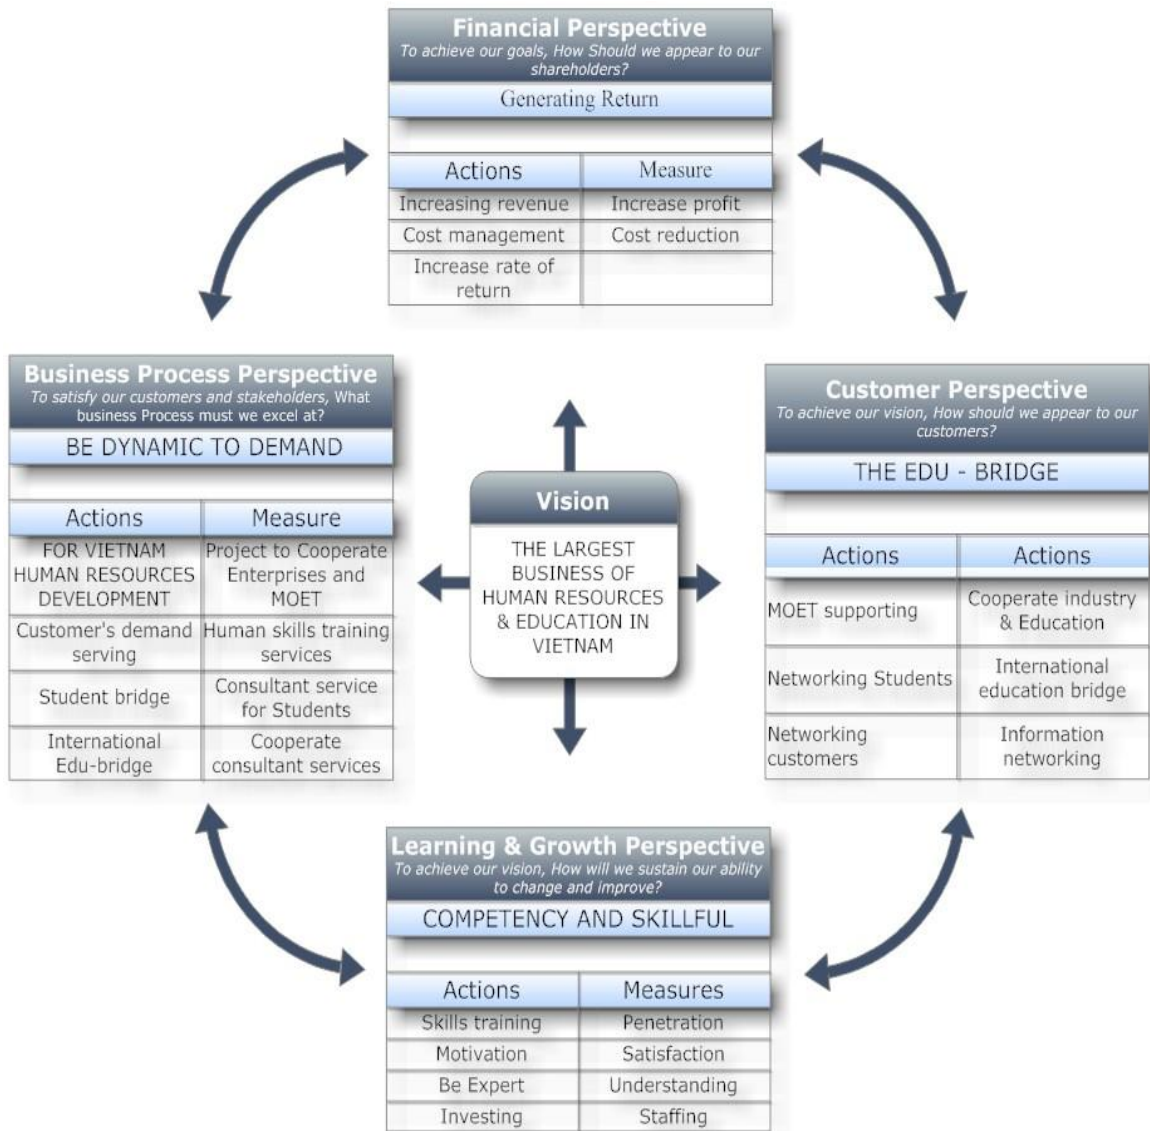 Financial Perspective
To achieve our goals, How Should we appear to our
shareholders?
Generating Return
Actions
Measure
Increasing revenue
Increase profit
Cost management
Cost reduction
Increase rate of
return
Business Process Perspective
To satisfy our customers and stakeholders, What
business Process must we excel at?
BE DYNAMIC TO DEMAND
Actions
Measure
FOR VIETNAM
HUMAN RESOURCES
DEVELOPMENT
Project to Cooperate
Enterprises and
MOET
Customer's demand
serving
Human skills training
services
Student bridge
Consultant service
for Students
International
Edu-bridge
Cooperate
consultant services
Vision
THE LARGEST
BUSINESS OF
HUMAN RESOURCES
& EDUCATION IN
VIETNAM
Customer Perspective
To achieve our vision, How should we appear to our
customers?
THE EDU - BRIDGE
Actions
Actions
MOET supporting
Cooperate industry
& Education
Networking Students
International
education bridge
Networking
customers
Information
networking
Learning & Growth Perspective
To achieve our vision, How will we sustain our ability
to change and improve?
COMPETENCY AND SKILLFUL
Actions
Measures
Skills training
Penetration
Motivation
Satisfaction
Be Expert
Understanding
Investing
Staffing